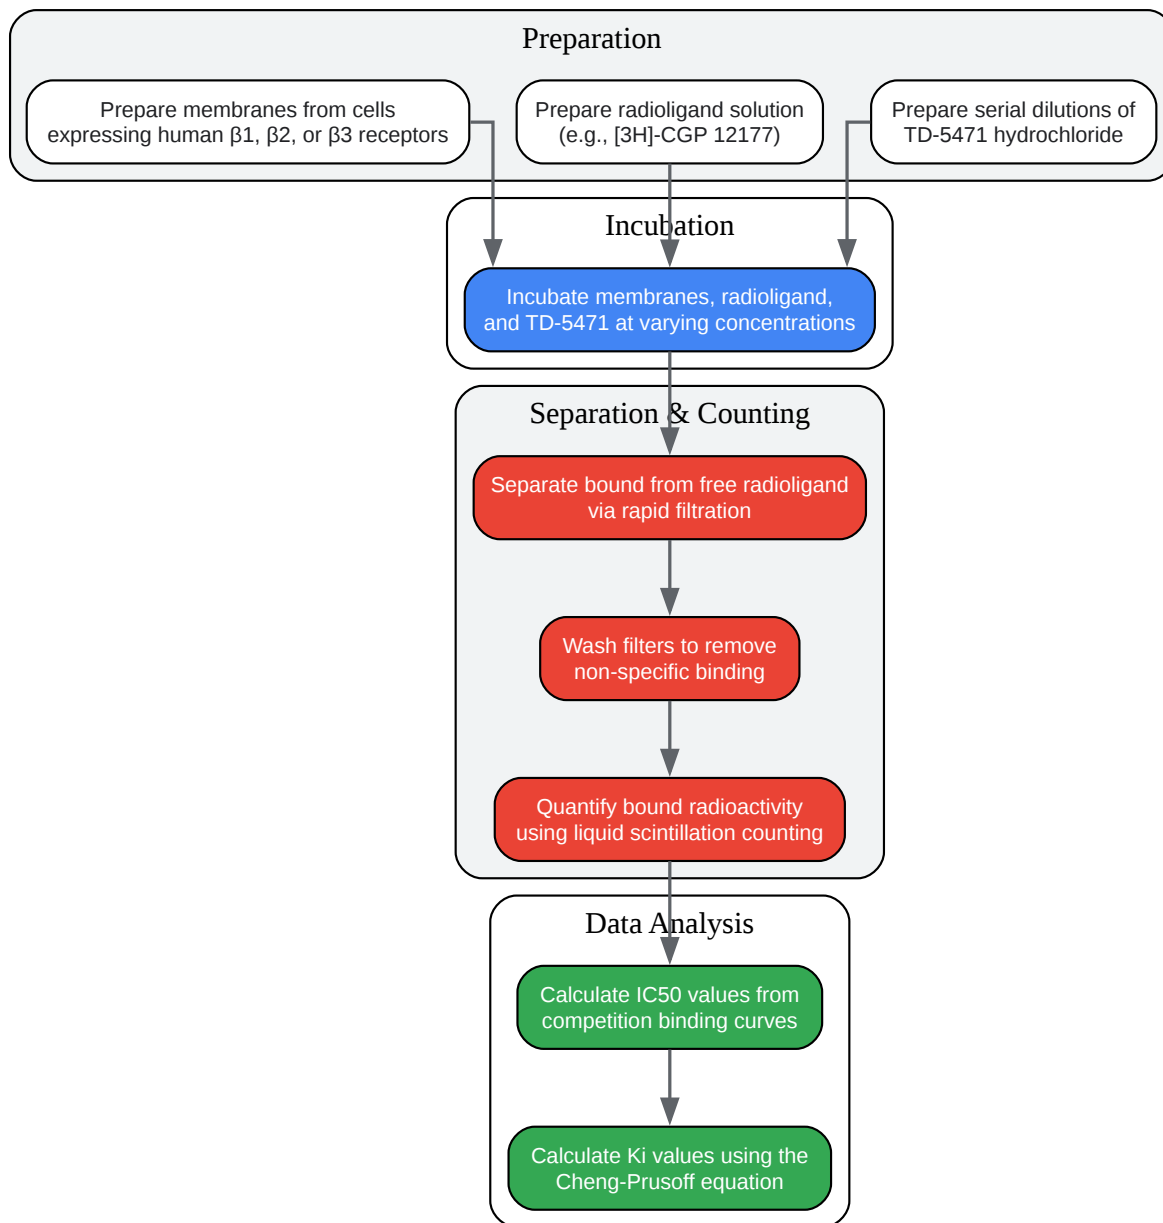 Preparation
Prepare membranes from cells
expressing human β1, β2, or β3 receptors
Prepare radioligand solution
(e.g., [3H]-CGP 12177)
Prepare serial dilutions of
TD-5471 hydrochloride
Incubation
Incubate membranes, radioligand,
and TD-5471 at varying concentrations
Separation & Counting
Separate bound from free radioligand
via rapid filtration
Wash filters to remove
non-specific binding
Quantify bound radioactivity
using liquid scintillation counting
Data Analysis
Calculate IC50 values from
competition binding curves
Calculate Ki values using the
Cheng-Prusoff equation